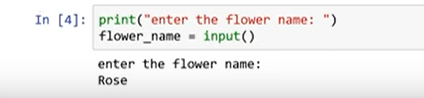 In [4]: print("enter the flower name: ")
flower_name = input()
enter the flower name:
Rose